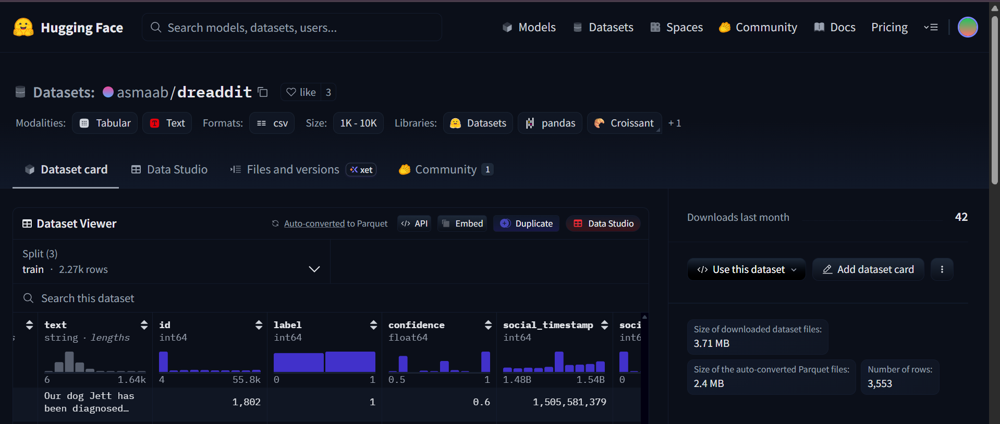 Hugging Face
Search models, datasets, users...
Models
Datasets
Spaces
Community
Docs
Pricing
Datasets: asmaab/dreaddit
like 3
Modalities: Tabular Text Formats: csv Size: 1K - 10K Libraries: Datasets pandas Croissant + 1
Dataset card
Data Studio
Files and versions xet
Community 1
Dataset Viewer
Auto-converted to Parquet
API
Embed
Duplicate
Data Studio
Split (3)
train · 2.27k rows
Search this dataset
text
string · lengths
6 1.64k
id
int64
4 55.8k
label
int64
0 1
confidence
float64
0.5 1
social_timestamp
int64
1.48B 1.54B
soci
int6
0
Our dog Jett has
been diagnosed…
1,802
1
0.6
1,505,581,379
Downloads last month
42
Use this dataset
Add dataset card
Size of downloaded dataset files:
3.71 MB
Size of the auto-converted Parquet files:
2.4 MB
Number of rows:
3,553